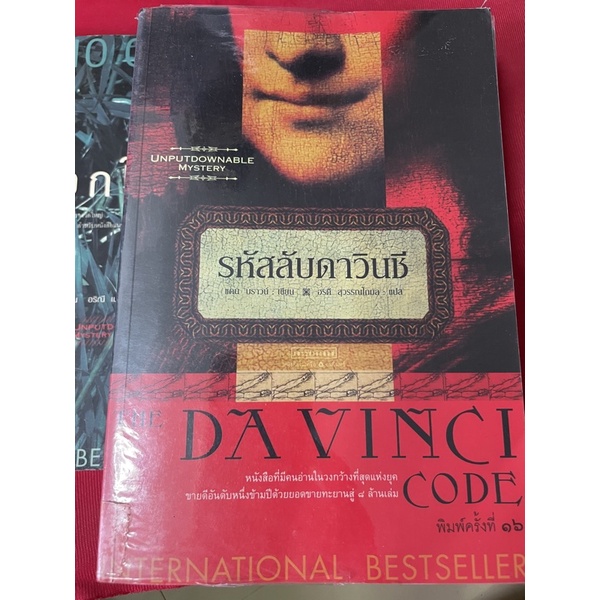 UNPUTDOWNABLE
MYSTERY
รหัสลับดาวินชี
แดน บราวน์ : เขียน อรดี สุวรรณโกมล : แปล
THE DA VINCI
CODE
หนังสือที่มีคนอ่านในวงกว้างที่สุดแห่งยุค
ขายดีอันดับหนึ่งข้ามปีด้วยยอดขายทะยานสู่ ๘ ล้านเล่ม
พิมพ์ครั้งที่ ๑๖
INTERNATIONAL BESTSELLER
อรัณี
UNPUTD
MYSTERY
BE